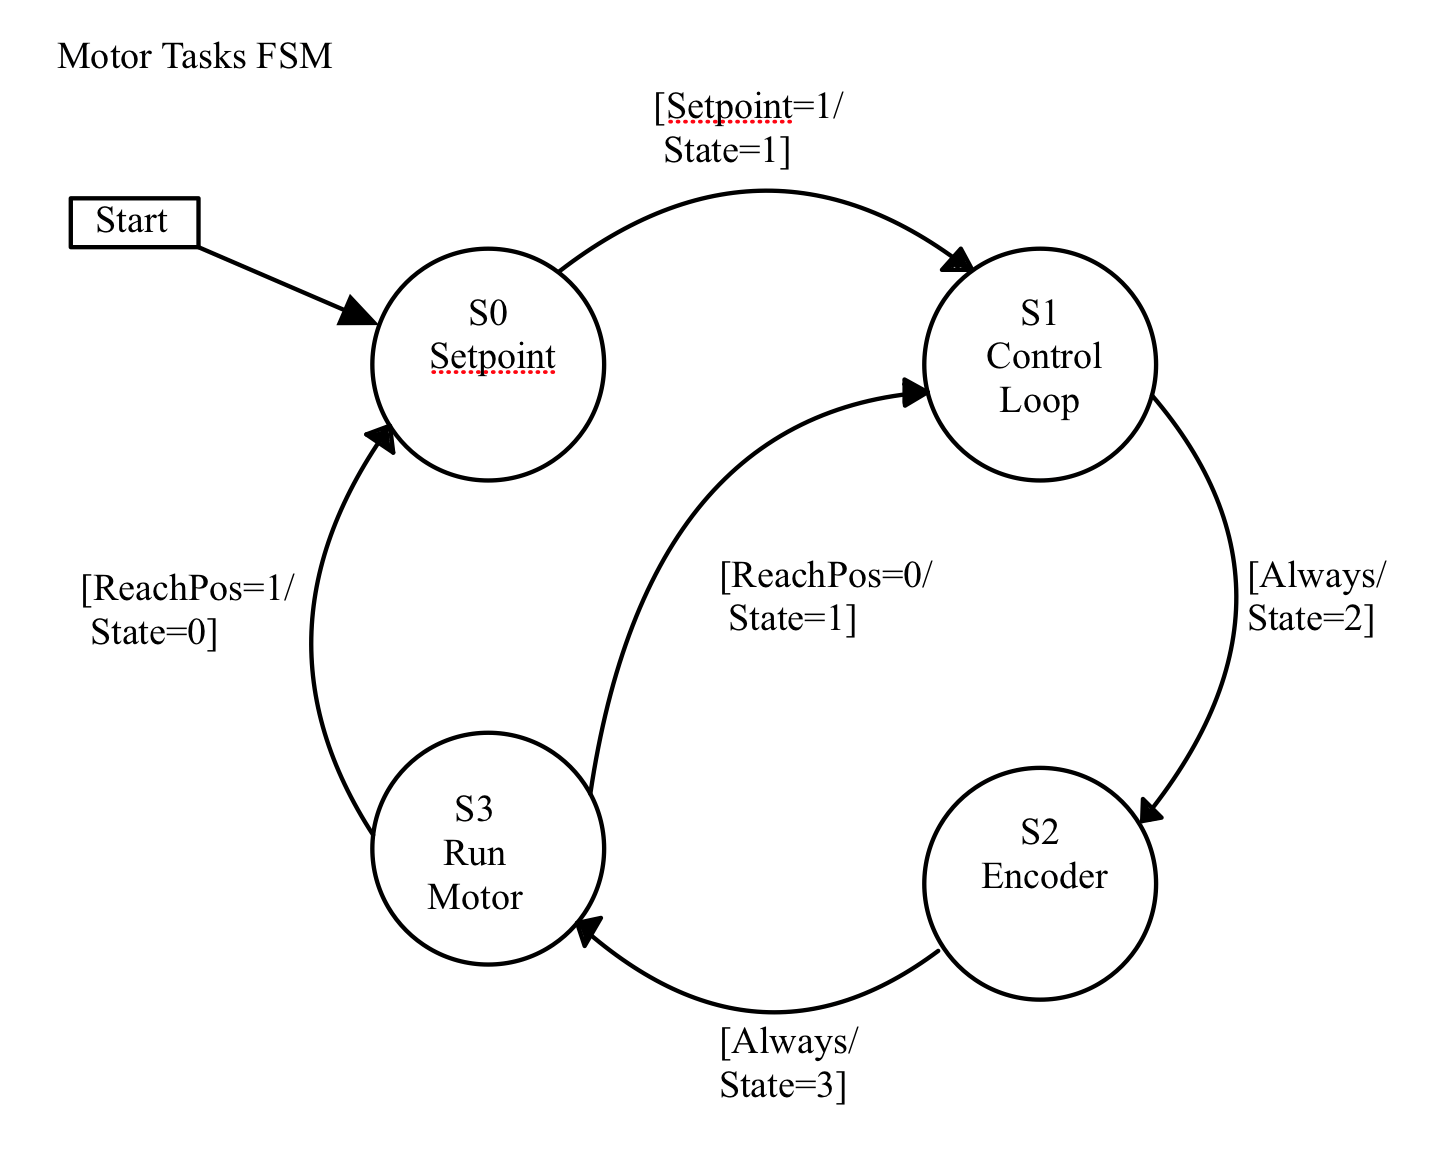 Motor Tasks FSM
[Setpoint=1/
State=1]
Start
S0
Setpoint
S1
Control
Loop
[ReachPos=1/
State=0]
[ReachPos=0/
State=1]
[Always/
State=2]
S3
Run
Motor
S2
Encoder
[Always/
State=3]